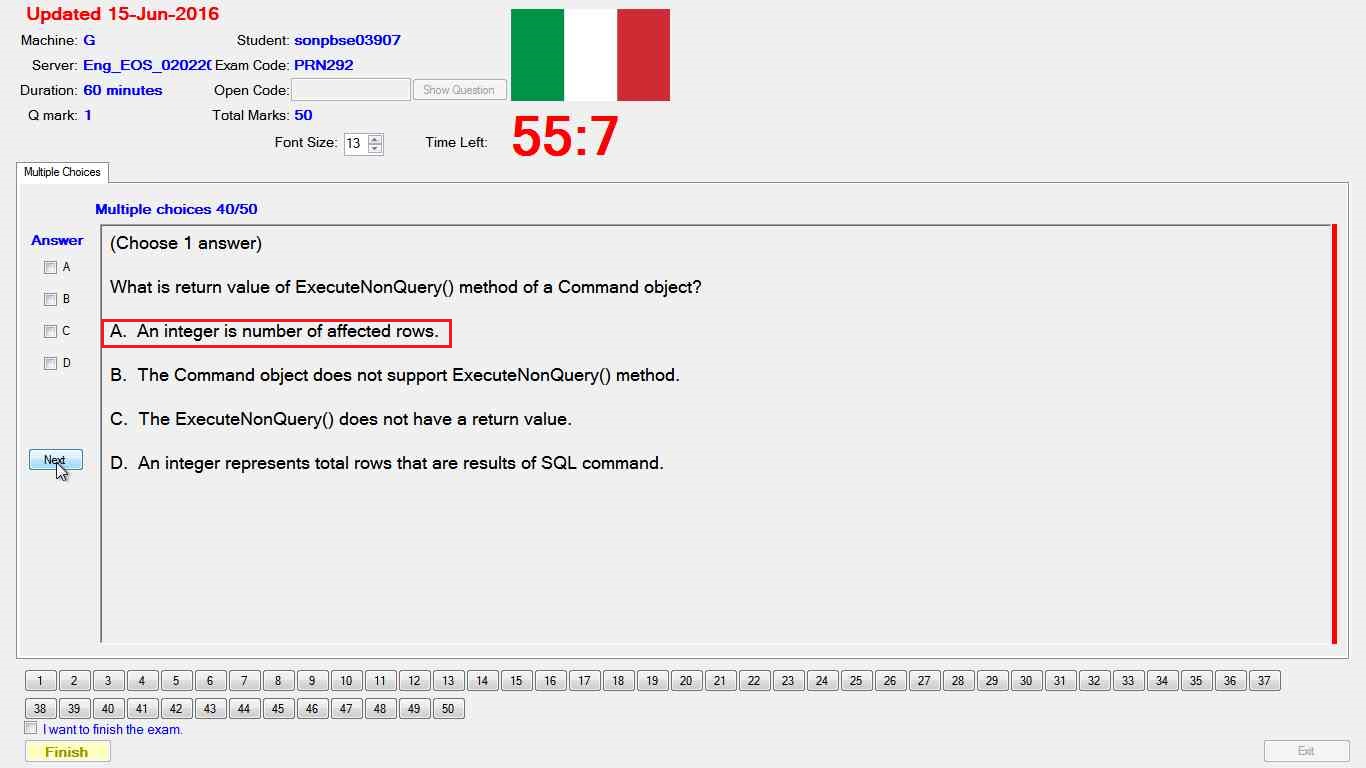 Updated 15-Jun-2016
Machine: G Student: sonpbse03907
Server: Eng_EOS_020220 Exam Code: PRN292
Duration: 60 minutes Open Code: Show Question
Q mark: 1 Total Marks: 50
Font Size: 13 Time Left: 55:7
Multiple Choices
Multiple choices 40/50
Answer
(Choose 1 answer)
A
What is return value of ExecuteNonQuery() method of a Command object?
B
A. An integer is number of affected rows.
C
D
B. The Command object does not support ExecuteNonQuery() method.
C. The ExecuteNonQuery() does not have a return value.
Next
D. An integer represents total rows that are results of SQL command.
1 2 3 4 5 6 7 8 9 10 11 12 13 14 15 16 17 18 19 20 21 22 23 24 25 26 27 28 29 30 31 32 33 34 35 36 37
38 39 40 41 42 43 44 45 46 47 48 49 50
I want to finish the exam.
Finish Exit